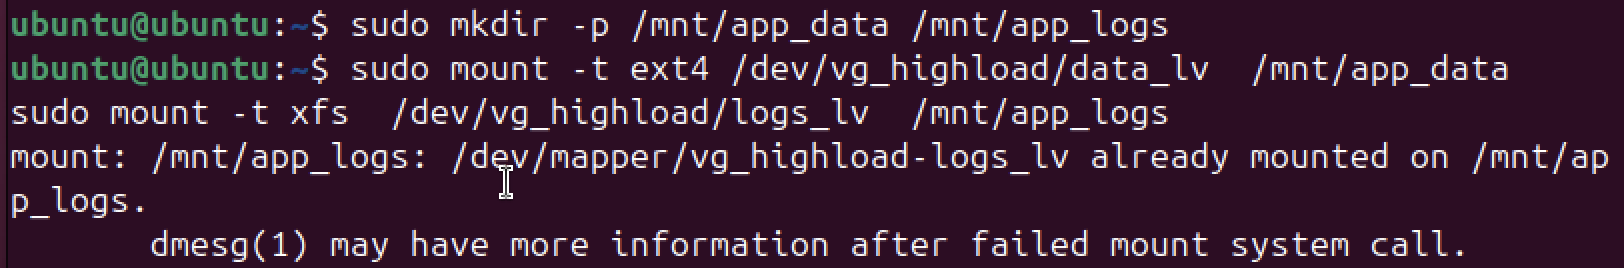 ubuntu@ubuntu:~$ sudo mkdir -p /mnt/app_data /mnt/app_logs
ubuntu@ubuntu:~$ sudo mount -t ext4 /dev/vg_highload/data_lv  /mnt/app_data
sudo mount -t xfs  /dev/vg_highload/logs_lv  /mnt/app_logs
mount: /mnt/app_logs: /dev/mapper/vg_highload-logs_lv already mounted on /mnt/ap
p_logs.
       dmesg(1) may have more information after failed mount system call.